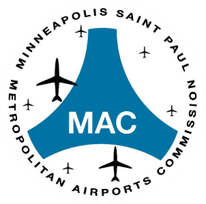 MINNEAPOLIS SAINT PAUL
METROPOLITAN AIRPORTS COMMISSION
MAC